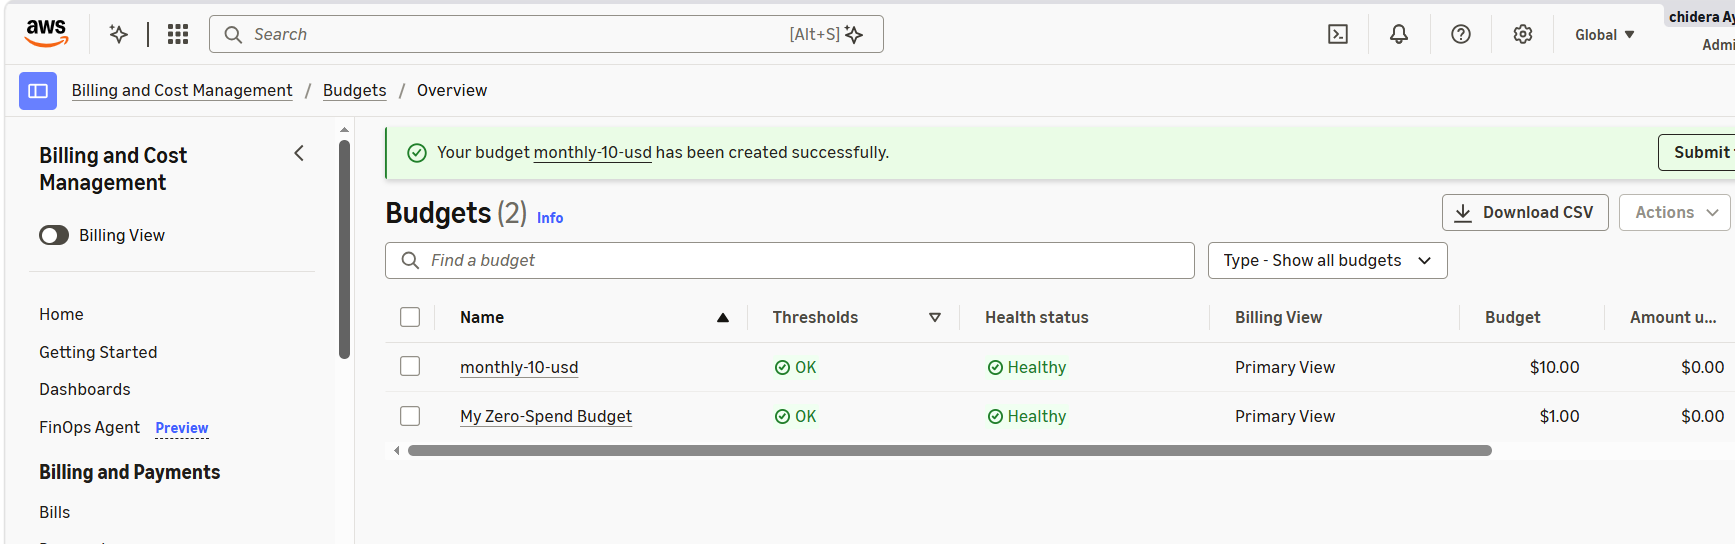 aws
Search [Alt+S]
Global
chidera
Billing and Cost Management / Budgets / Overview
Billing and Cost
Management
Billing View
Home
Getting Started
Dashboards
FinOps Agent Preview
Billing and Payments
Bills
Your budget monthly-10-usd has been created successfully.
Submit
Budgets (2) Info
Download CSV
Actions
Find a budget
Type - Show all budgets
Name Thresholds Health status Billing View Budget Amount u...
monthly-10-usd OK Healthy Primary View $10.00 $0.00
My Zero-Spend Budget OK Healthy Primary View $1.00 $0.00